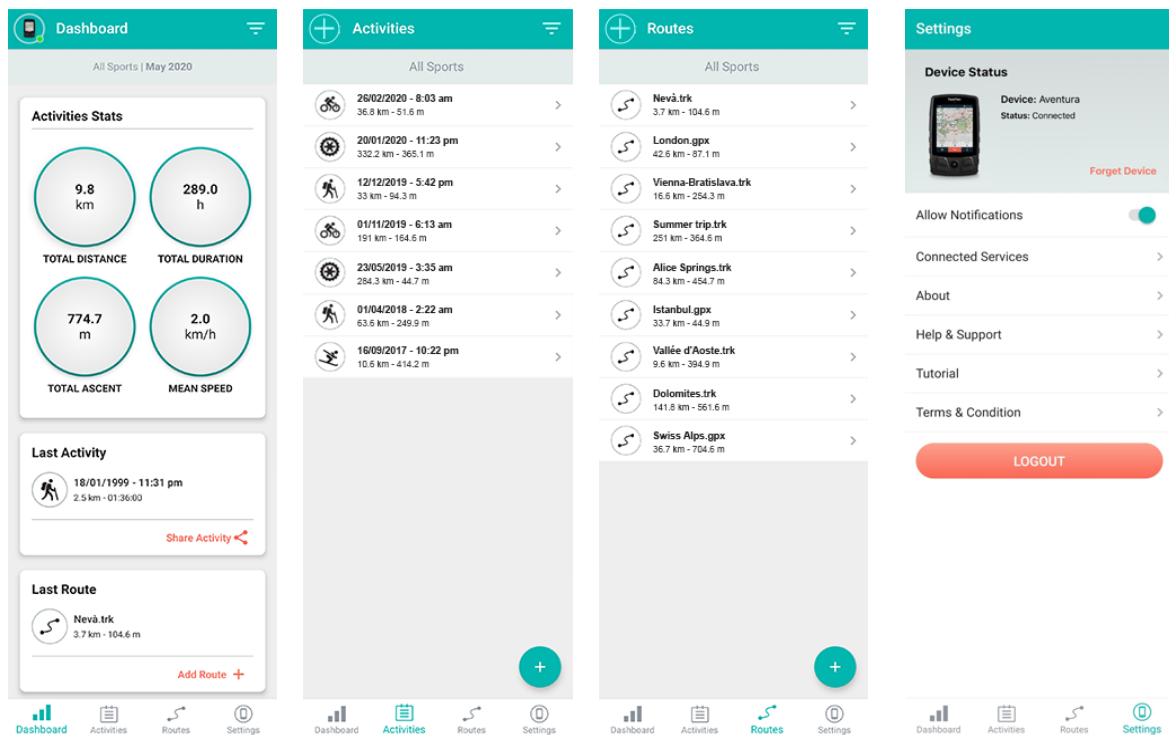 Dashboard
All Sports | May 2020
Activities Stats
9.8
km
289.0
h
TOTAL DISTANCE
TOTAL DURATION
774.7
m
2.0
km/h
TOTAL ASCENT
MEAN SPEED
Last Activity
18/01/1999 - 11:31 pm
2.5 km - 01:36:00
Share Activity
Last Route
Nevà.trk
3.7 km - 104.6 m
Add Route +
Dashboard
Activities
Routes
Settings
Activities
All Sports
26/02/2020 - 8:03 am
36.8 km - 51.6 m
20/01/2020 - 11:23 pm
332.2 km - 365.1 m
12/12/2019 - 5:42 pm
33 km - 94.3 m
01/11/2019 - 6:13 am
191 km - 164.6 m
23/05/2019 - 3:35 am
284.3 km - 44.7 m
01/04/2018 - 2:22 am
63.6 km - 249.9 m
16/09/2017 - 10:22 pm
10.6 km - 414.2 m
+
Dashboard
Activities
Routes
Settings
Routes
All Sports
Nevà.trk
3.7 km - 104.6 m
London.gpx
42.6 km - 87.1 m
Vienna-Bratislava.trk
16.6 km - 254.3 m
Summer trip.trk
251 km - 364.6 m
Alice Springs.trk
84.3 km - 454.7 m
Istanbul.gpx
33.7 km - 44.9 m
Vallée d'Aoste.trk
9.6 km - 394.9 m
Dolomites.trk
141.8 km - 561.6 m
Swiss Alps.gpx
36.7 km - 704.6 m
+
Dashboard
Activities
Routes
Settings
Settings
Device Status
Device: Aventura
Status: Connected
Forget Device
Allow Notifications
Connected Services
About
Help & Support
Tutorial
Terms & Condition
LOGOUT
Dashboard
Activities
Routes
Settings